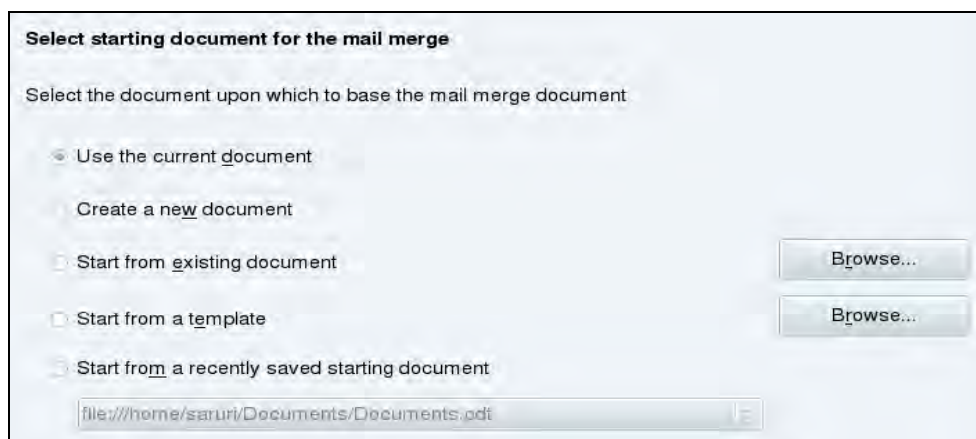 Select starting document for the mail merge
Select the document upon which to base the mail merge document
Use the current document
Create a new document
Start from existing document
Browse...
Start from a template
Browse...
Start from a recently saved starting document
file:///home/saruri/Documents/Documents.odt